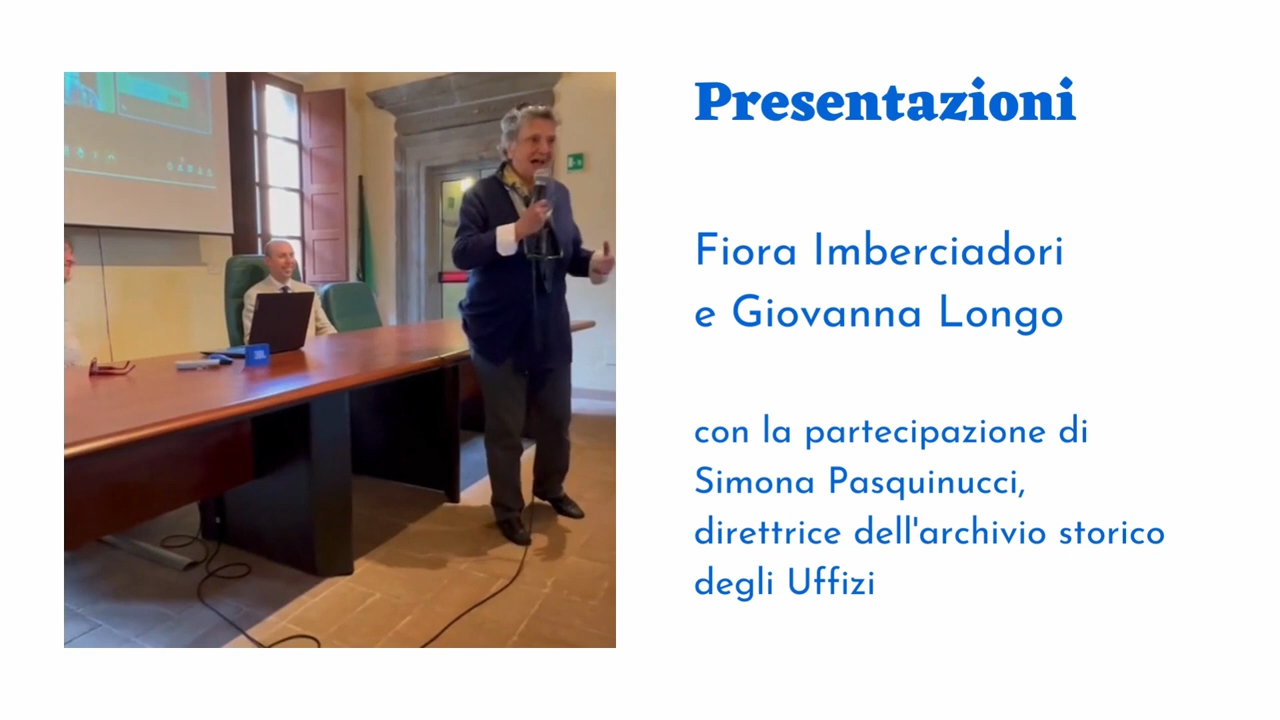 Presentazioni
Fiora Imberciadori
e Giovanna Longo
con la partecipazione di
Simona Pasquinucci,
direttrice dell'archivio storico
degli Uffizi